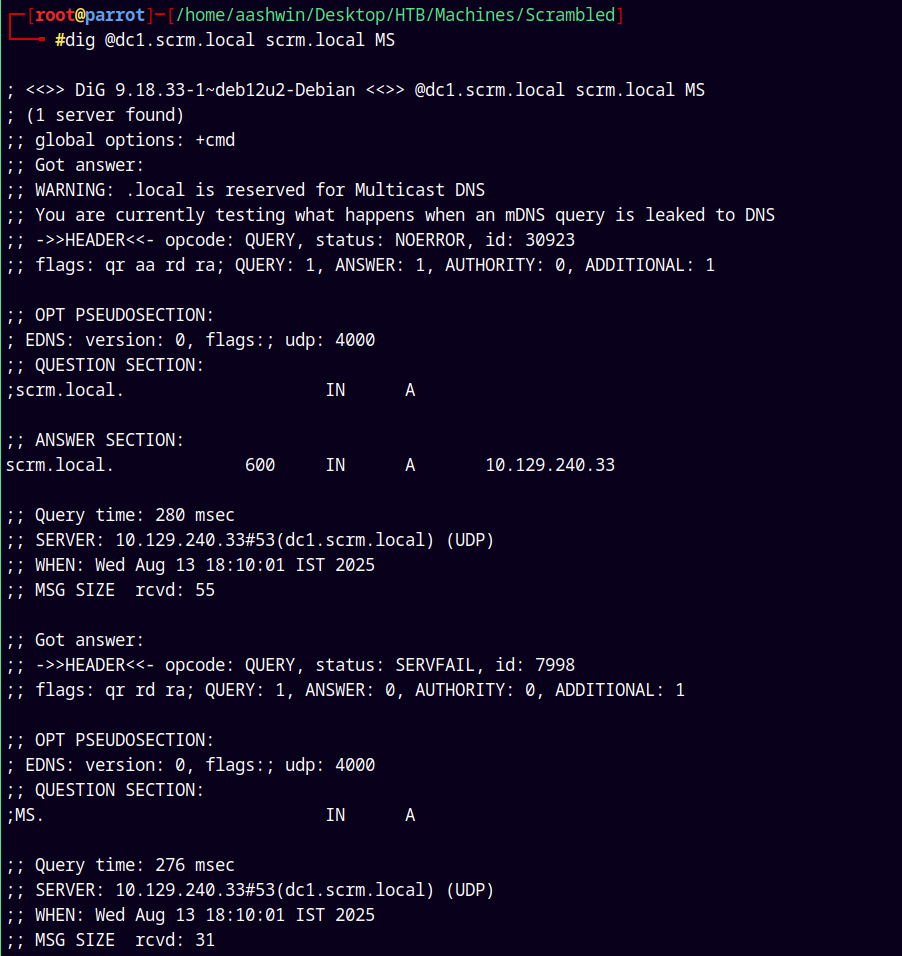 ┌─[root@parrot]─[/home/aashwin/Desktop/HTB/Machines/Scrambled]
└──╼ #dig @dc1.scrm.local scrm.local MS

; <<>> DiG 9.18.33-1~deb12u2-Debian <<>> @dc1.scrm.local scrm.local MS
; (1 server found)
;; global options: +cmd
;; Got answer:
;; WARNING: .local is reserved for Multicast DNS
;; You are currently testing what happens when an mDNS query is leaked to DNS
;; ->>HEADER<<- opcode: QUERY, status: NOERROR, id: 30923
;; flags: qr aa rd ra; QUERY: 1, ANSWER: 1, AUTHORITY: 0, ADDITIONAL: 1

;; OPT PSEUDOSECTION:
; EDNS: version: 0, flags:; udp: 4000
;; QUESTION SECTION:
;scrm.local.			IN	A

;; ANSWER SECTION:
scrm.local.		600	IN	A	10.129.240.33

;; Query time: 280 msec
;; SERVER: 10.129.240.33#53(dc1.scrm.local) (UDP)
;; WHEN: Wed Aug 13 18:10:01 IST 2025
;; MSG SIZE  rcvd: 55

;; Got answer:
;; ->>HEADER<<- opcode: QUERY, status: SERVFAIL, id: 7998
;; flags: qr rd ra; QUERY: 1, ANSWER: 0, AUTHORITY: 0, ADDITIONAL: 1

;; OPT PSEUDOSECTION:
; EDNS: version: 0, flags:; udp: 4000
;; QUESTION SECTION:
;MS.				IN	A

;; Query time: 276 msec
;; SERVER: 10.129.240.33#53(dc1.scrm.local) (UDP)
;; WHEN: Wed Aug 13 18:10:01 IST 2025
;; MSG SIZE  rcvd: 31